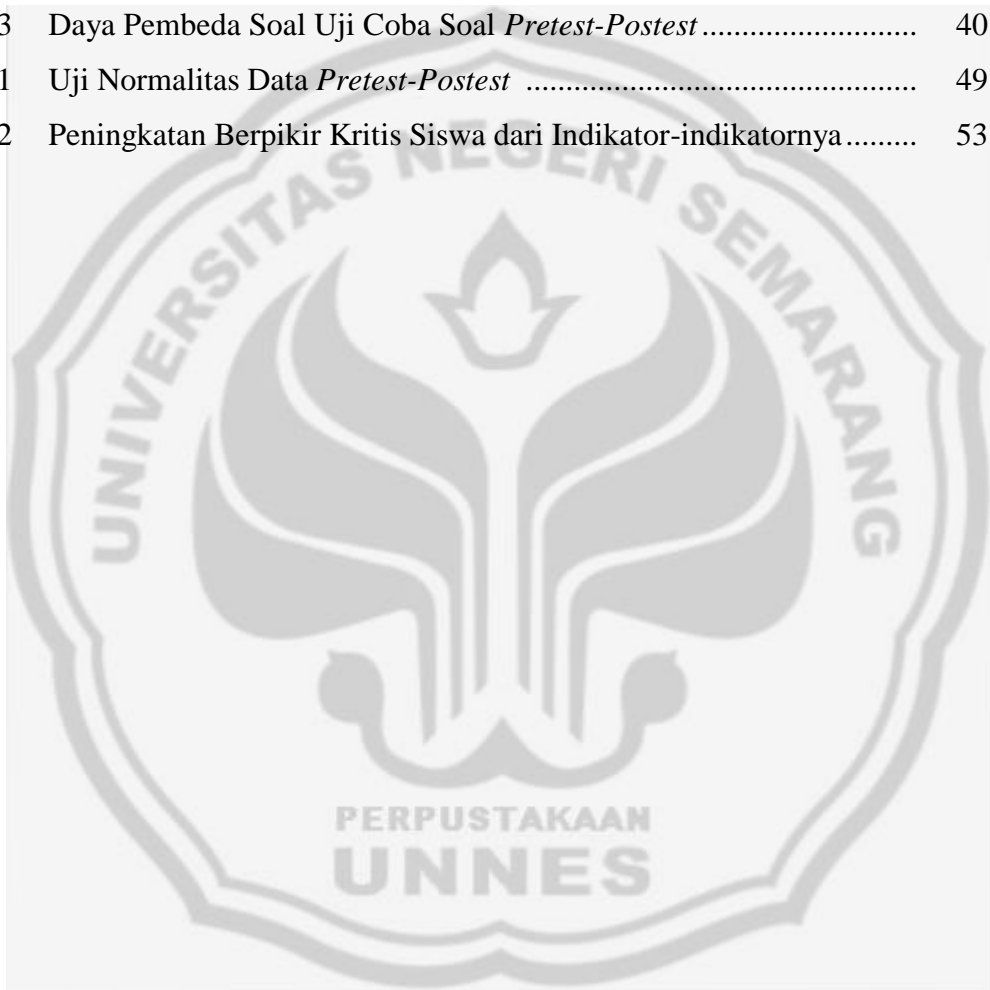 3 Daya Pembeda Soal Uji Coba Soal Pretest-Postest ........................... 40
1 Uji Normalitas Data Pretest-Postest .................................................. 49
2 Peningkatan Berpikir Kritis Siswa dari Indikator-indikatornya ......... 53
UNIVERSITAS NEGERI SEMARANG
PERPUSTAKAAN
UNNES